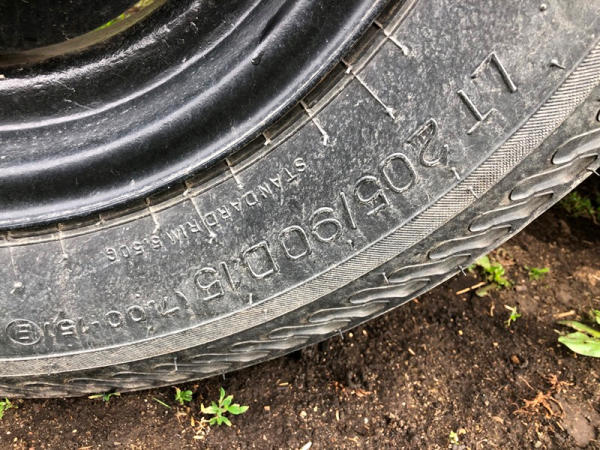 LT 205/90D15 (7.00-15) E
STANDARD RIM 5.50G